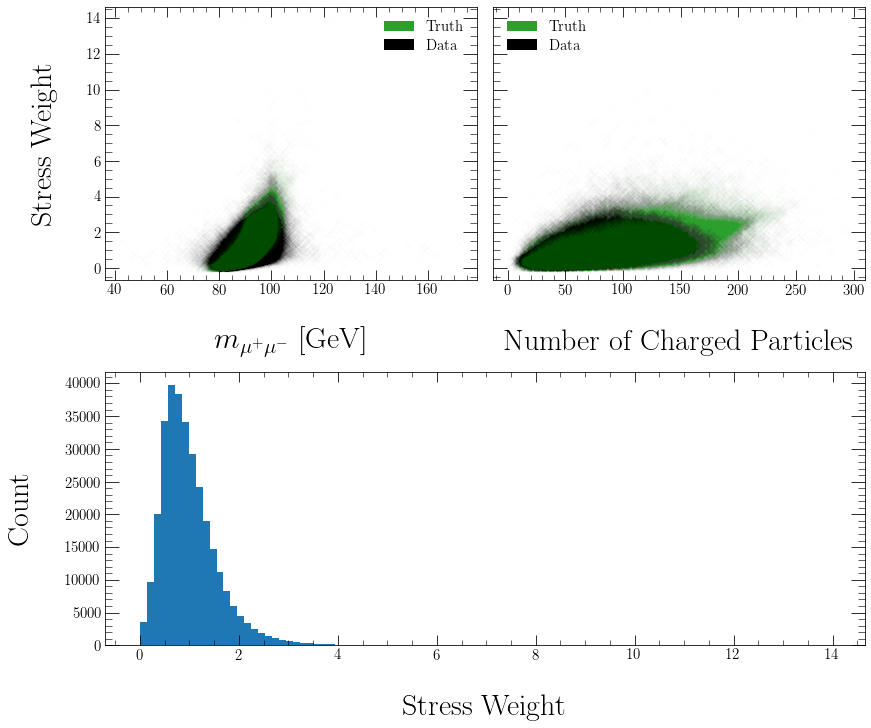 Stress Weight
14
12
10
8
6
4
2
0
Truth
Data
40 60 80 100 120 140 160
m_{μ⁺μ⁻} [GeV]
Truth
Data
0 50 100 150 200 250 300
Number of Charged Particles
Count
40000
35000
30000
25000
20000
15000
10000
5000
0
0 2 4 6 8 10 12 14
Stress Weight